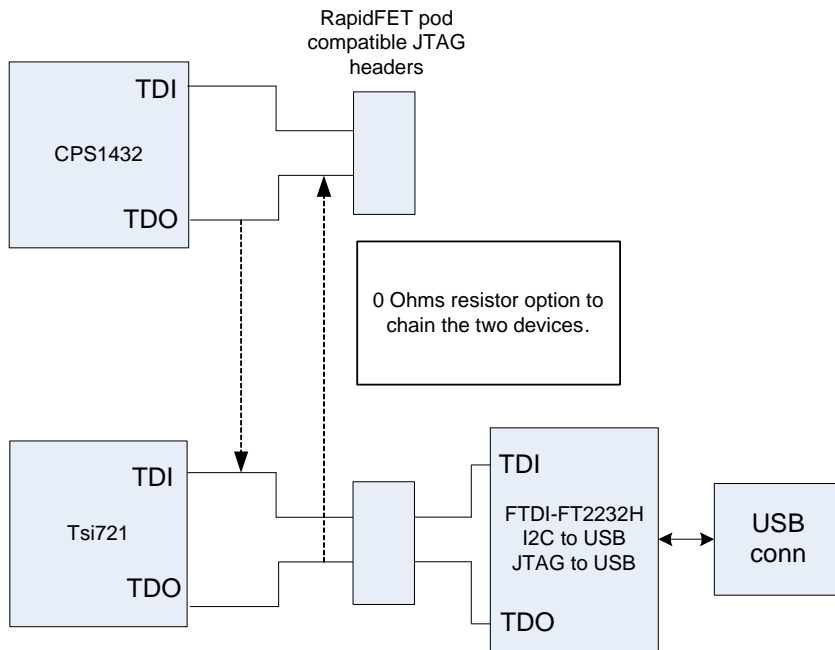 RapidFET pod
compatible JTAG
headers
TDI
CPS1432
TDO
0 Ohms resistor option to
chain the two devices.
TDI
Tsi721
TDO
TDI
FTDI-FT2232H
I2C to USB
JTAG to USB
TDO
USB
conn